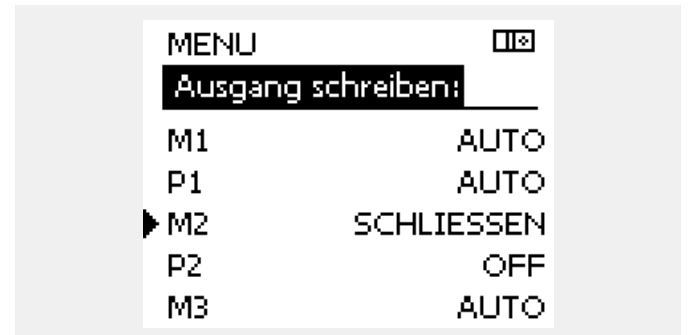 MENU
Ausgang schreiben:
M1 AUTO
P1 AUTO
M2 SCHLIESSEN
P2 OFF
M3 AUTO